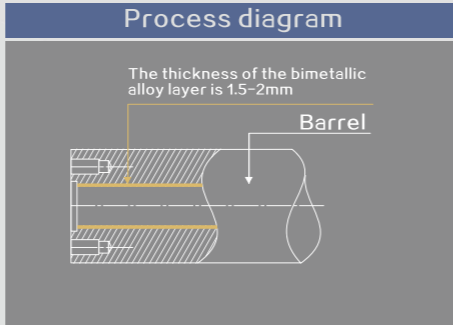 Process diagram
The thickness of the bimetallic
alloy layer is 1.5-2mm
Barrel